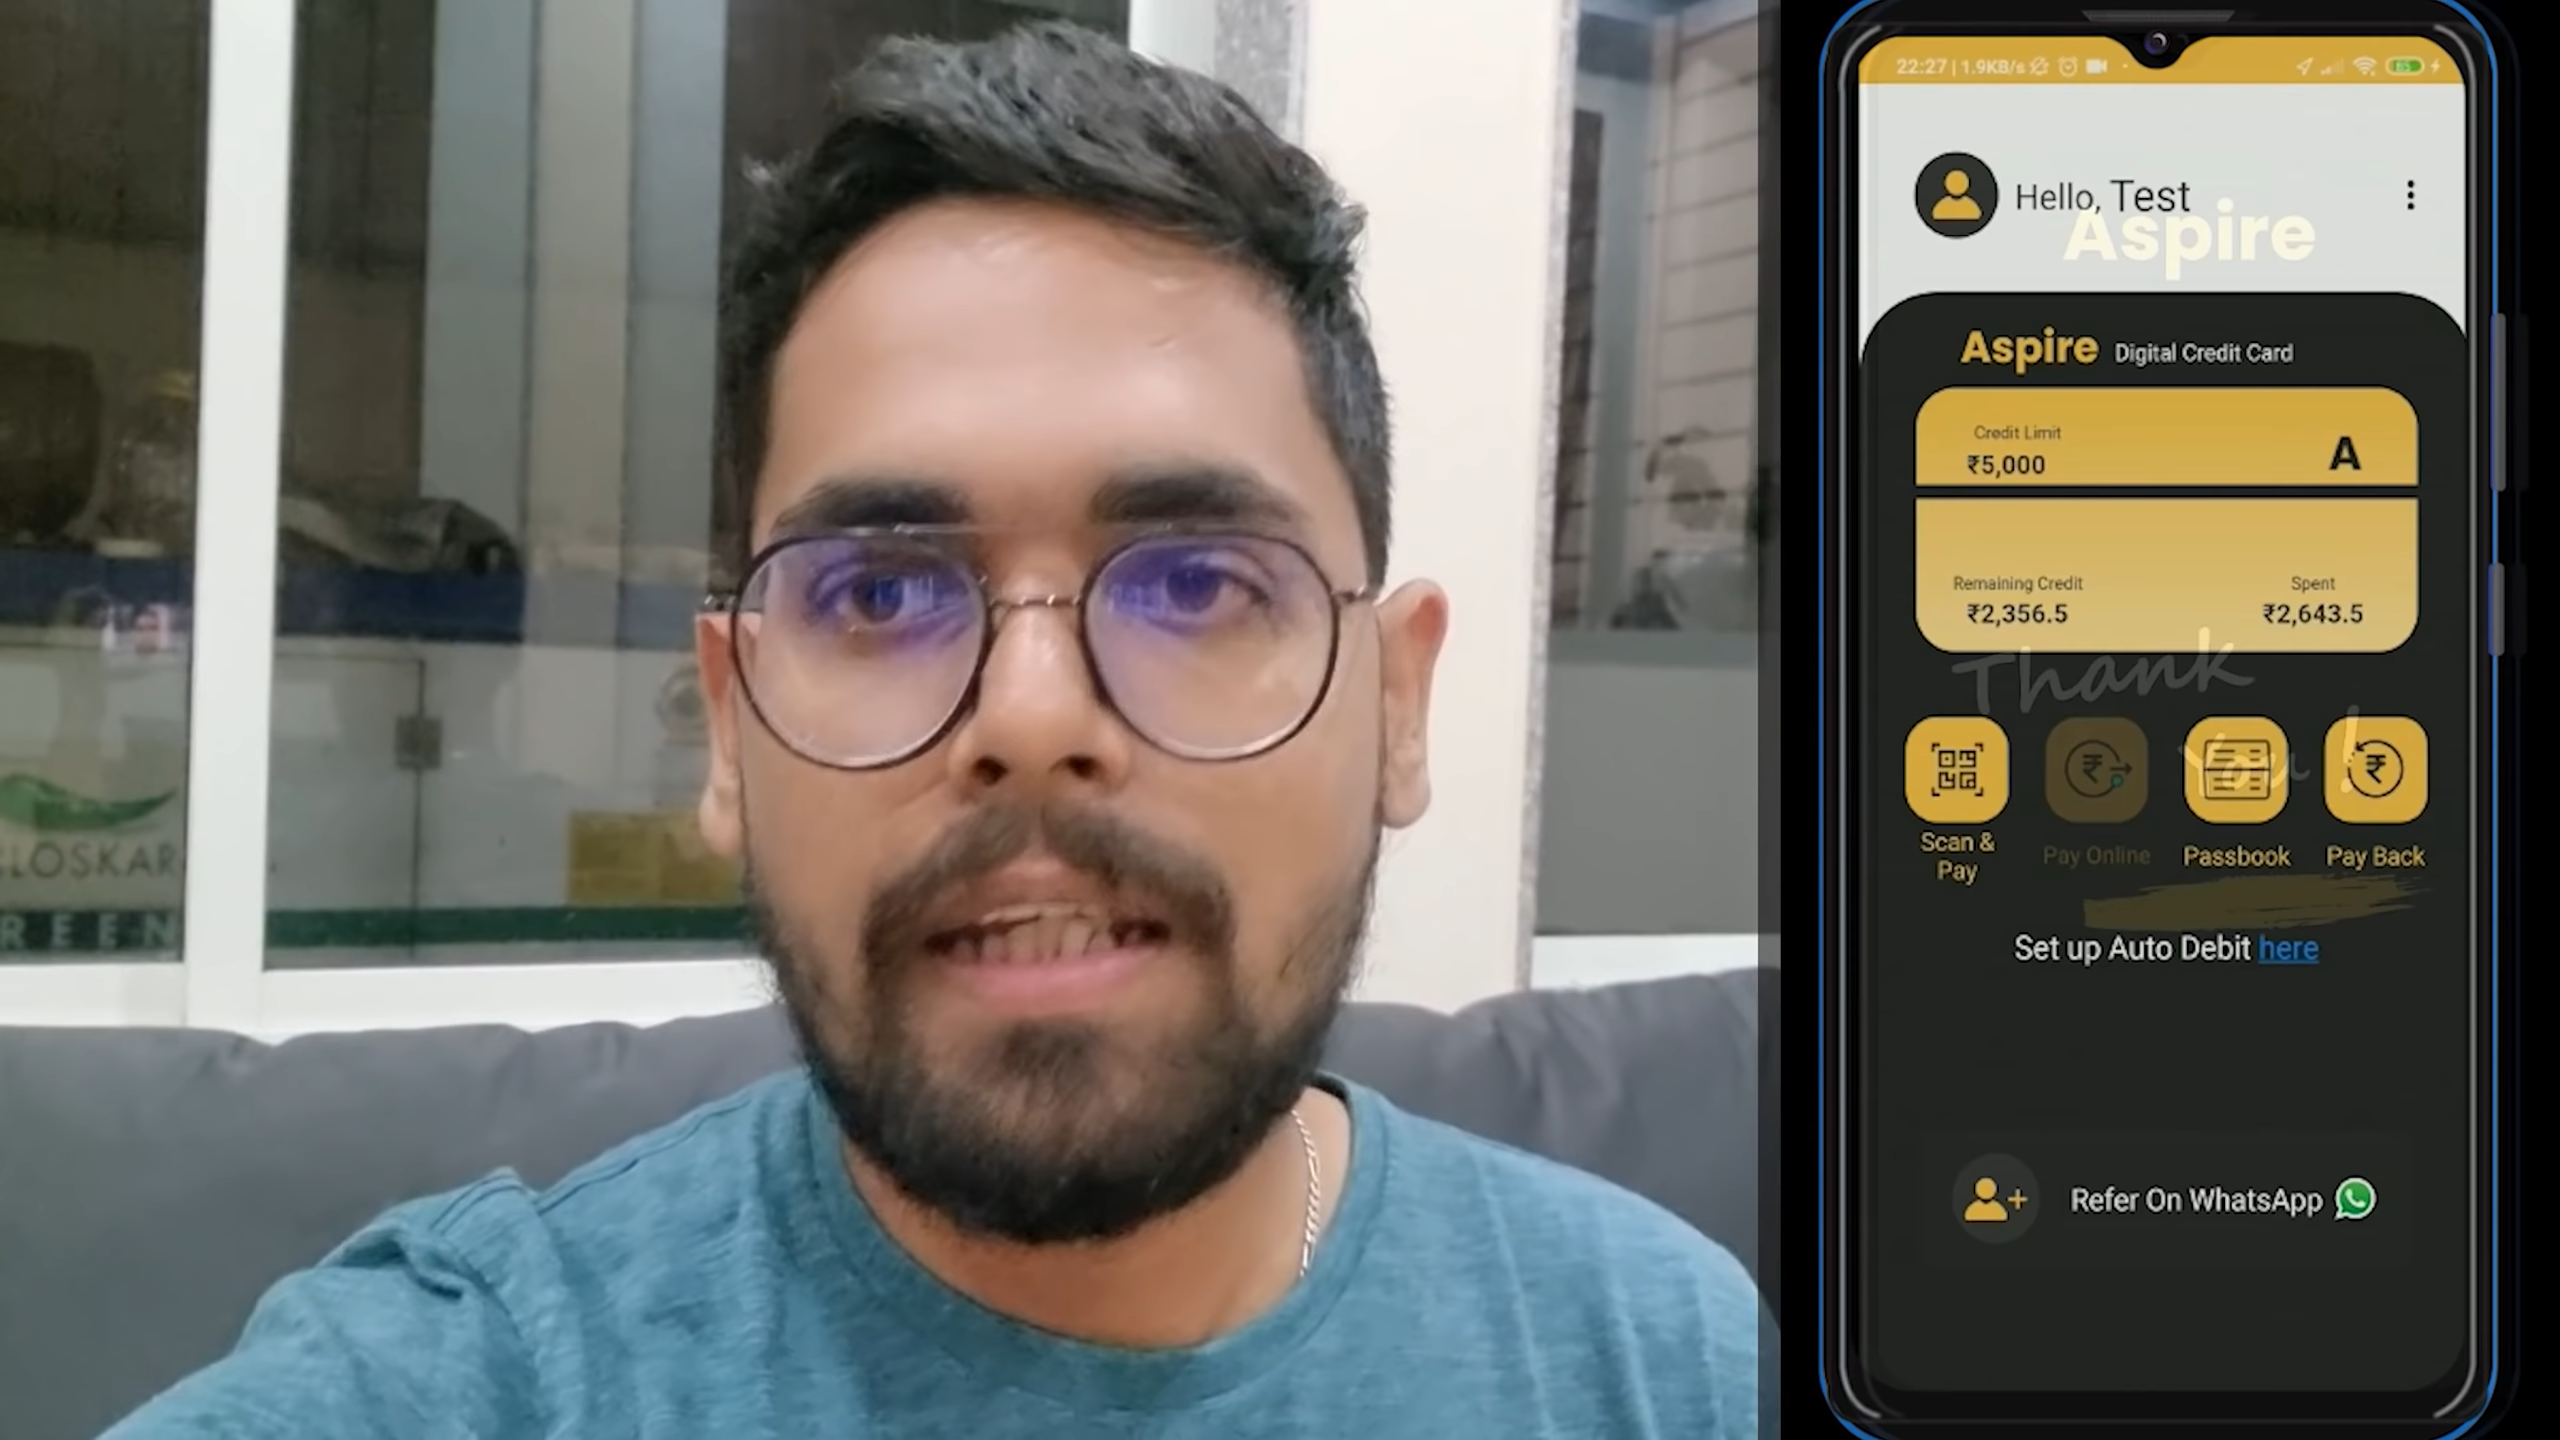 LOSKAR
REEN
22:27 | 1.9KB/s
65
Hello, Test
Aspire
Aspire Digital Credit Card
Credit Limit
₹5,000
A
Remaining Credit
Spent
₹2,356.5
₹2,643.5
Thank
You !
Scan &
Pay
Pay Online
Passbook
Pay Back
Set up Auto Debit here
Refer On WhatsApp